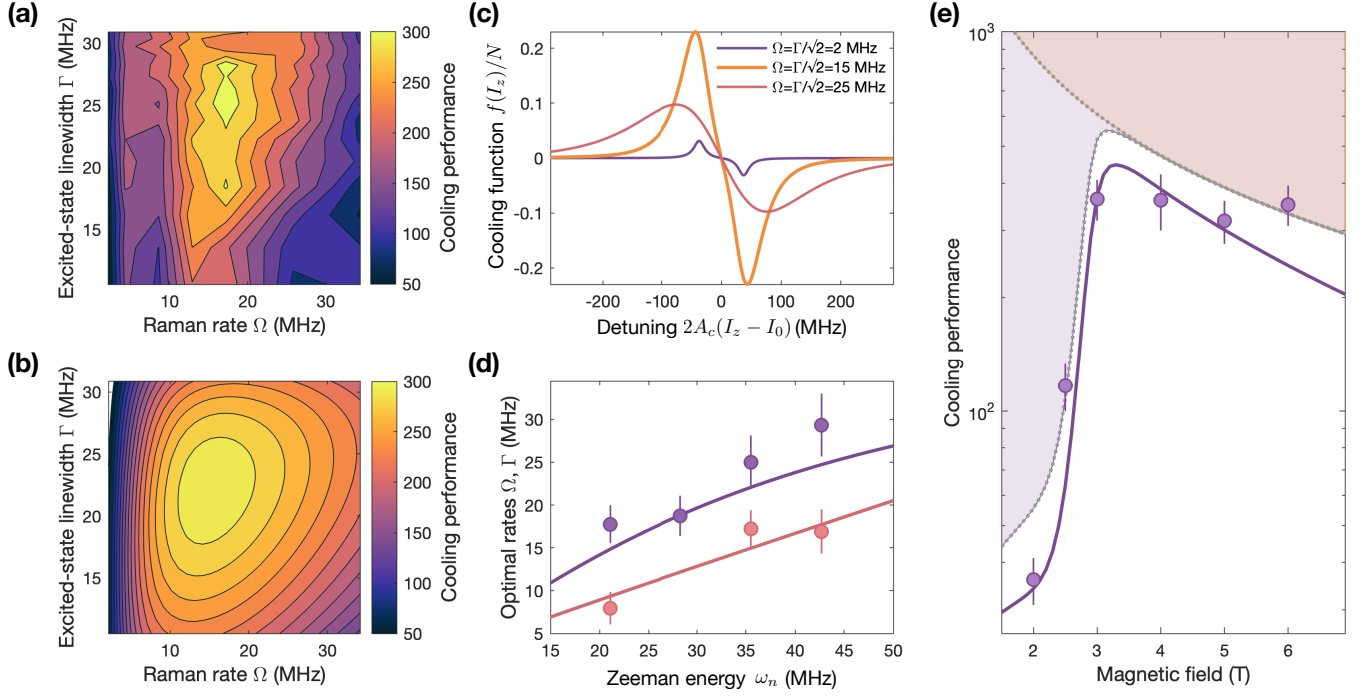 (a)
Excited-state linewidth Γ (MHz)
30
25
20
15
10
20
30
Raman rate Ω (MHz)
300
250
200
150
100
50
Cooling performance
(b)
Excited-state linewidth Γ (MHz)
30
25
20
15
10
20
30
Raman rate Ω (MHz)
300
250
200
150
100
50
Cooling performance
(c)
Cooling function f(I_z)/N
0.2
0.1
0
-0.1
-0.2
-200
-100
0
100
200
Detuning 2A_c(I_z − I_0) (MHz)
Ω=Γ/√2=2 MHz
Ω=Γ/√2=15 MHz
Ω=Γ/√2=25 MHz
(d)
Optimal rates Ω, Γ (MHz)
30
25
20
15
10
5
15
20
25
30
35
40
45
50
Zeeman energy ω_n (MHz)
(e)
Cooling performance
10³
10²
2
3
4
5
6
Magnetic field (T)